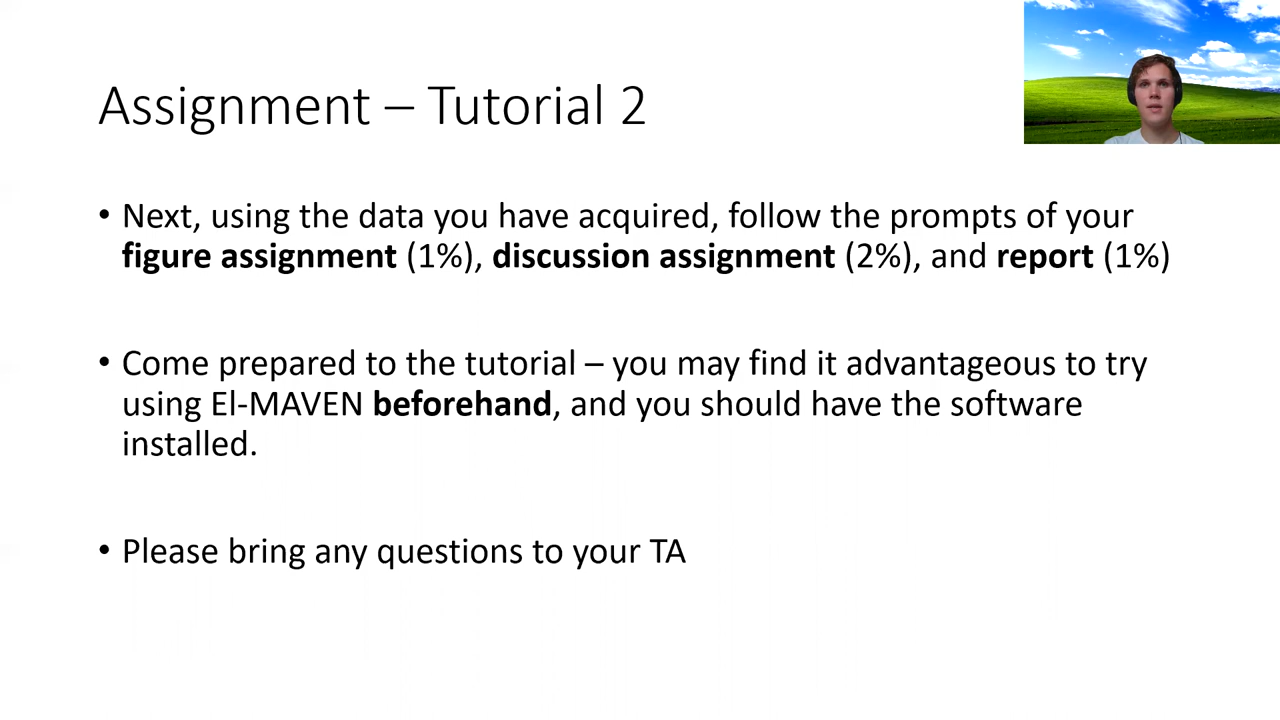 Assignment – Tutorial 2
• Next, using the data you have acquired, follow the prompts of your
figure assignment (1%), discussion assignment (2%), and report (1%)
• Come prepared to the tutorial – you may find it advantageous to try
using El-MAVEN beforehand, and you should have the software
installed.
• Please bring any questions to your TA